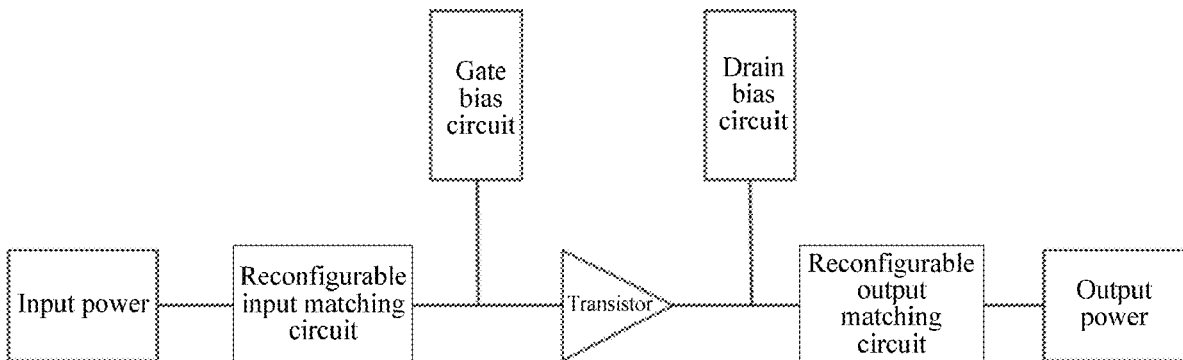 Gate
bias
circuit
Drain
bias
circuit
Input power
Reconfigurable
input matching
circuit
Transistor
Reconfigurable
output
matching
circuit
Output
power